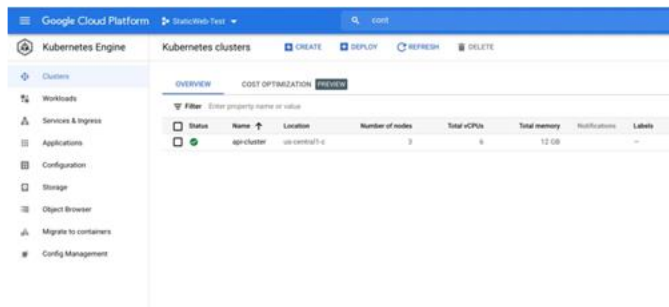 Google Cloud Platform StaticWeb-Test cont
Kubernetes Engine
Kubernetes clusters CREATE DEPLOY REFRESH DELETE
Clusters
Workloads
Services & Ingress
Applications
Configuration
Storage
Object Browser
Migrate to containers
Config Management
OVERVIEW COST OPTIMIZATION PREVIEW
Filter Enter property name or value
Status Name Location Number of nodes Total vCPUs Total memory Notifications Labels
api-cluster us-central1-c 3 6 12 GB –